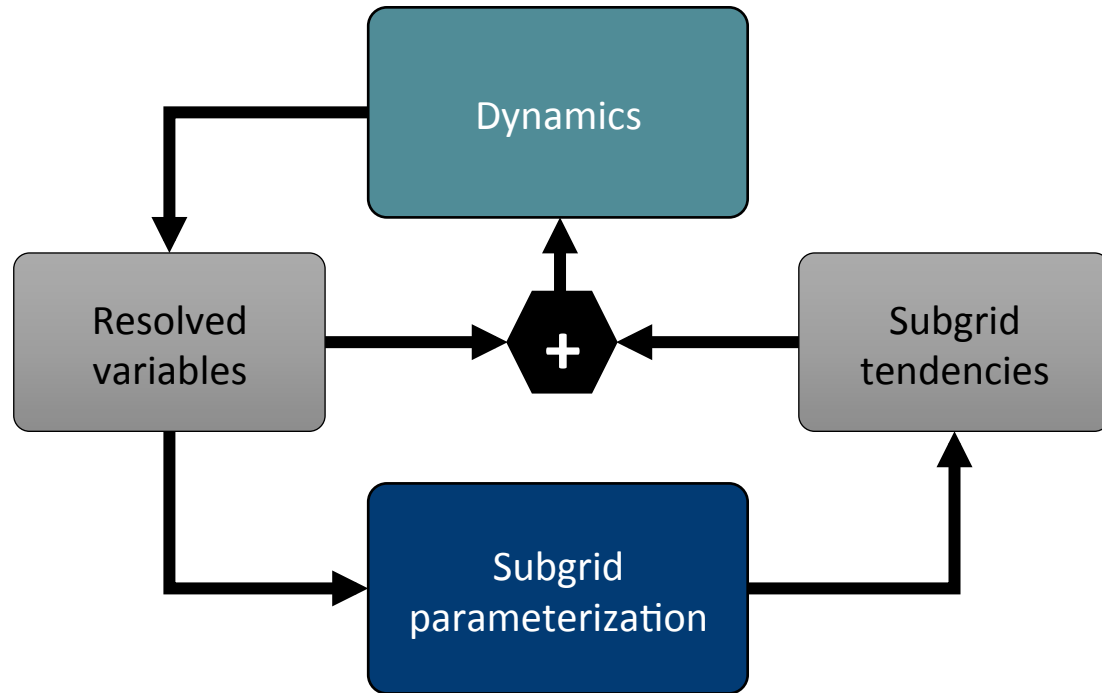 Dynamics
Resolved
variables
+
Subgrid
tendencies
Subgrid
parameterization